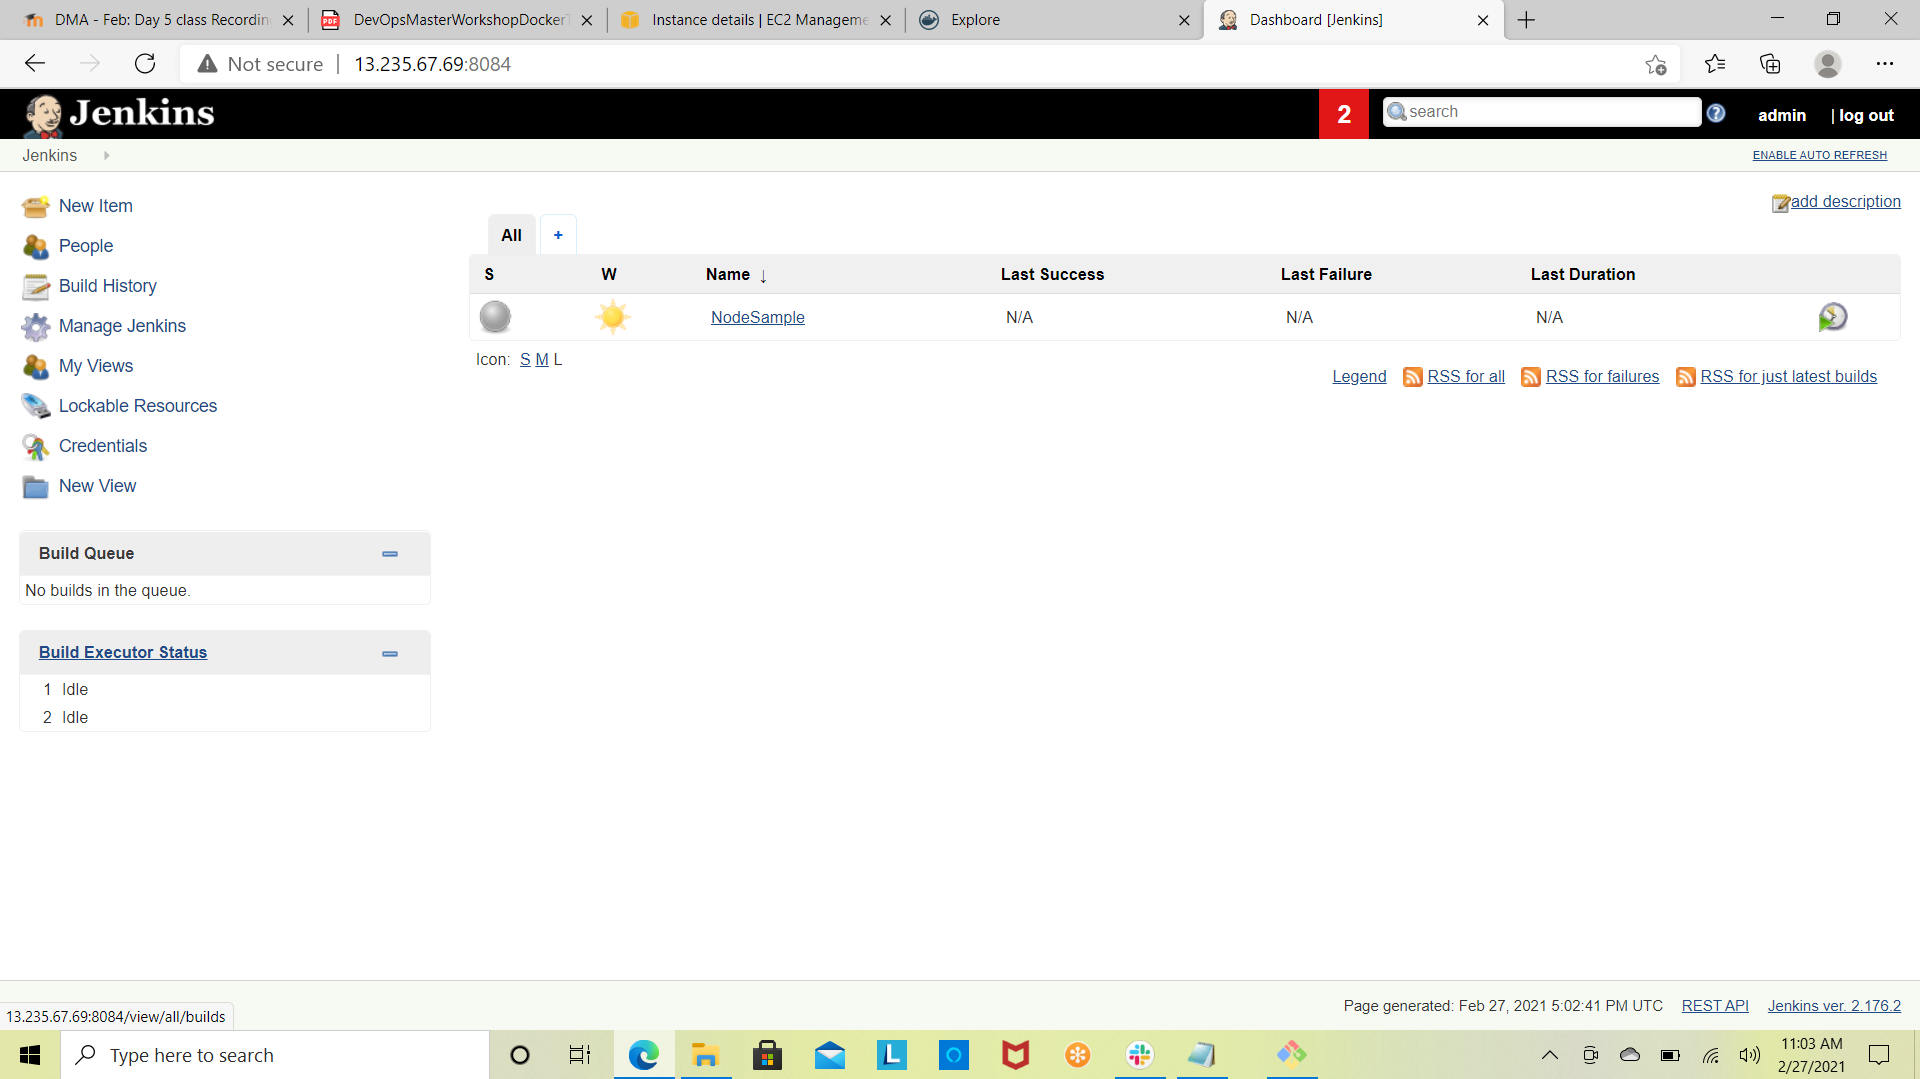 DMA - Feb: Day 5 class Recordin
DevOpsMasterWorkshopDocker
Instance details | EC2 Manageme
Explore
Dashboard [Jenkins]
Not secure | 13.235.67.69:8084
Jenkins
2
search
admin
| log out
Jenkins
ENABLE AUTO REFRESH
New Item
People
Build History
Manage Jenkins
My Views
Lockable Resources
Credentials
New View
add description
All
+
S W Name ↓ Last Success Last Failure Last Duration
NodeSample N/A N/A N/A
Icon: S M L
Legend RSS for all RSS for failures RSS for just latest builds
Build Queue
No builds in the queue.
Build Executor Status
1 Idle
2 Idle
Page generated: Feb 27, 2021 5:02:41 PM UTC REST API Jenkins ver. 2.176.2
13.235.67.69:8084/view/all/builds
Type here to search
11:03 AM
2/27/2021